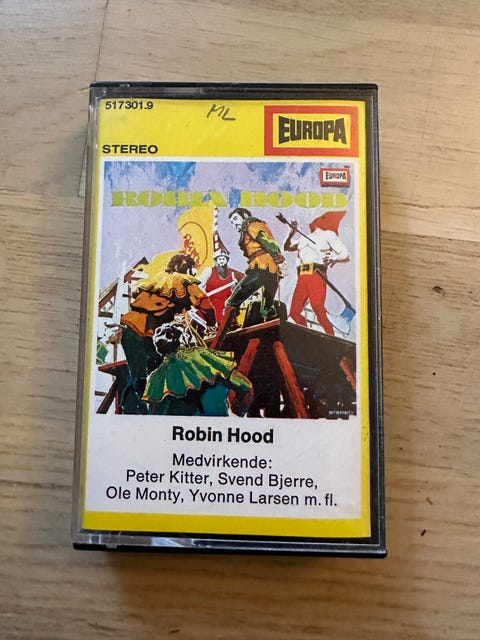 517301.9
ML
EUROPA
STEREO
EUROPA
ROBIN HOOD
STEREO
Robin Hood
Medvirkende:
Peter Kitter, Svend Bjerre,
Ole Monty, Yvonne Larsen m. fl.